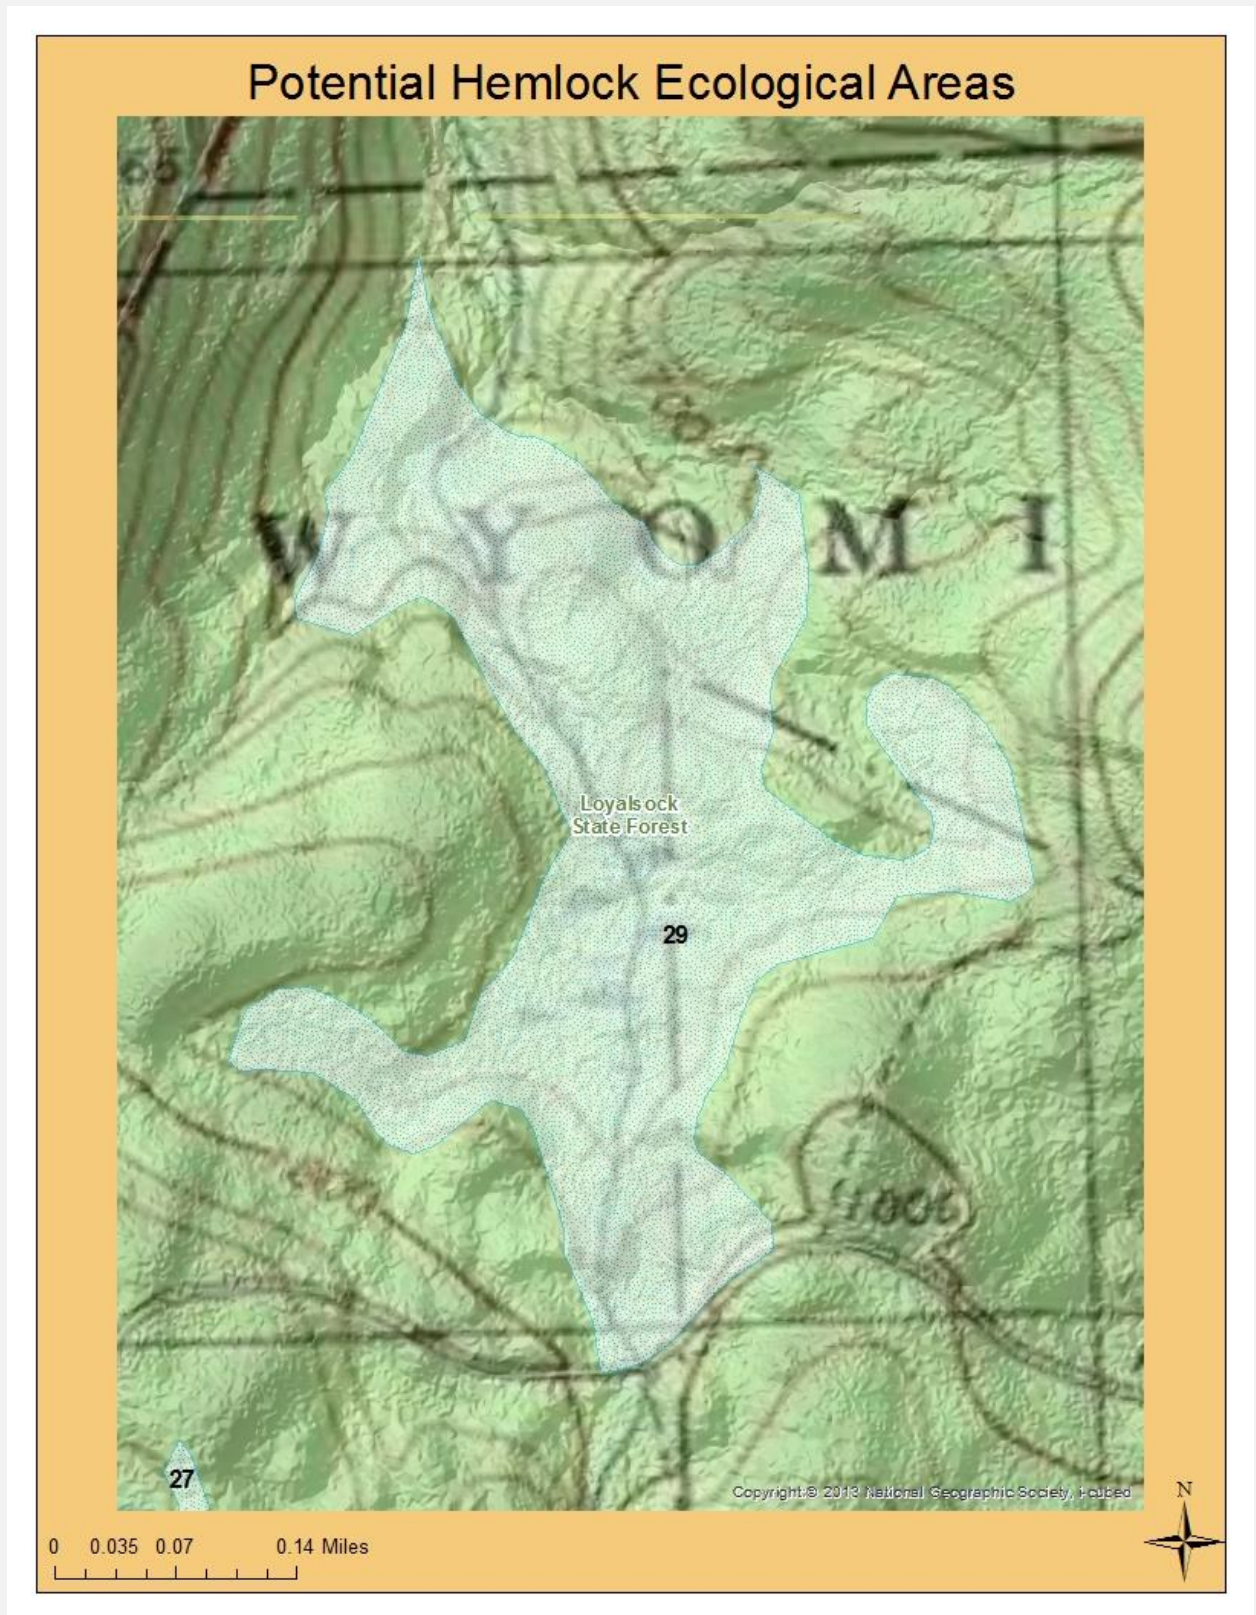 Potential Hemlock Ecological Areas
W Y O M I
Loyalsock
State Forest
29
27
Copyright:© 2013 National Geographic Society, i-cubed
N
0 0.035 0.07 0.14 Miles